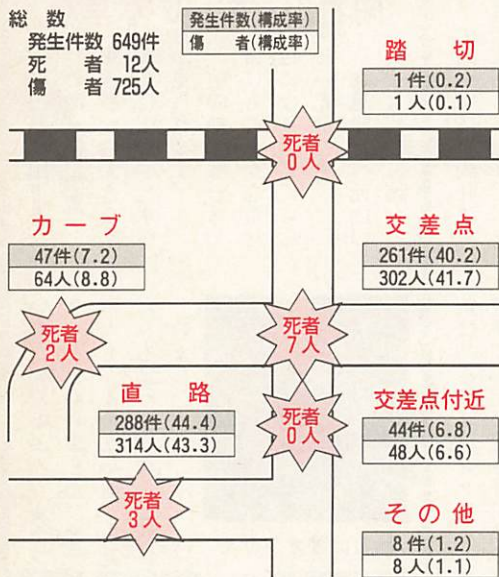 総 数
発生件数 649件
死 者 12人
傷 者 725人
発生件数(構成率)
傷 者(構成率)
踏 切
1件(0.2)
1人(0.1)
死者
0人
カーブ
47件(7.2)
64人(8.8)
交差点
261件(40.2)
302人(41.7)
死者
2人
死者
7人
直 路
288件(44.4)
314人(43.3)
死者
0人
交差点付近
44件(6.8)
48人(6.6)
死者
3人
その他
8件(1.2)
8人(1.1)